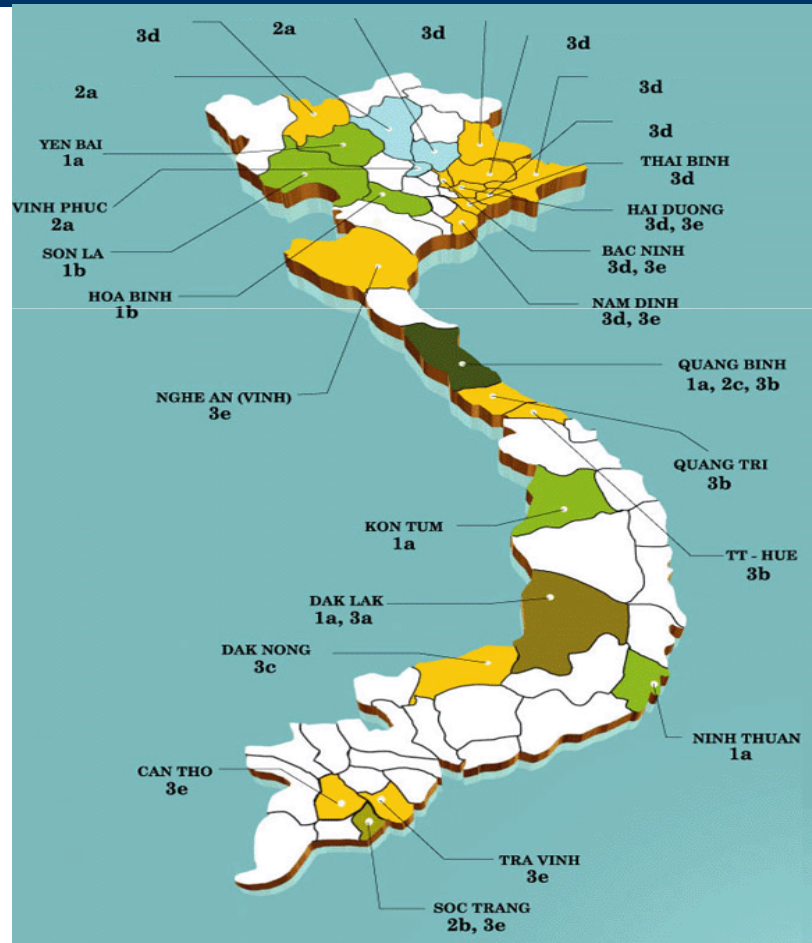 3d
2a
3d
3d
2a
3d
3d
YEN BAI
1a
THAI BINH
3d
VINH PHUC
2a
HAI DUONG
3d, 3e
SON LA
1b
BAC NINH
3d, 3e
HOA BINH
1b
NAM DINH
3d, 3e
QUANG BINH
1a, 2c, 3b
NGHE AN (VINH)
3e
QUANG TRI
3b
KON TUM
1a
TT - HUE
3b
DAK LAK
1a, 3a
DAK NONG
3c
NINH THUAN
1a
CAN THO
3e
TRA VINH
3e
SOC TRANG
2b, 3e